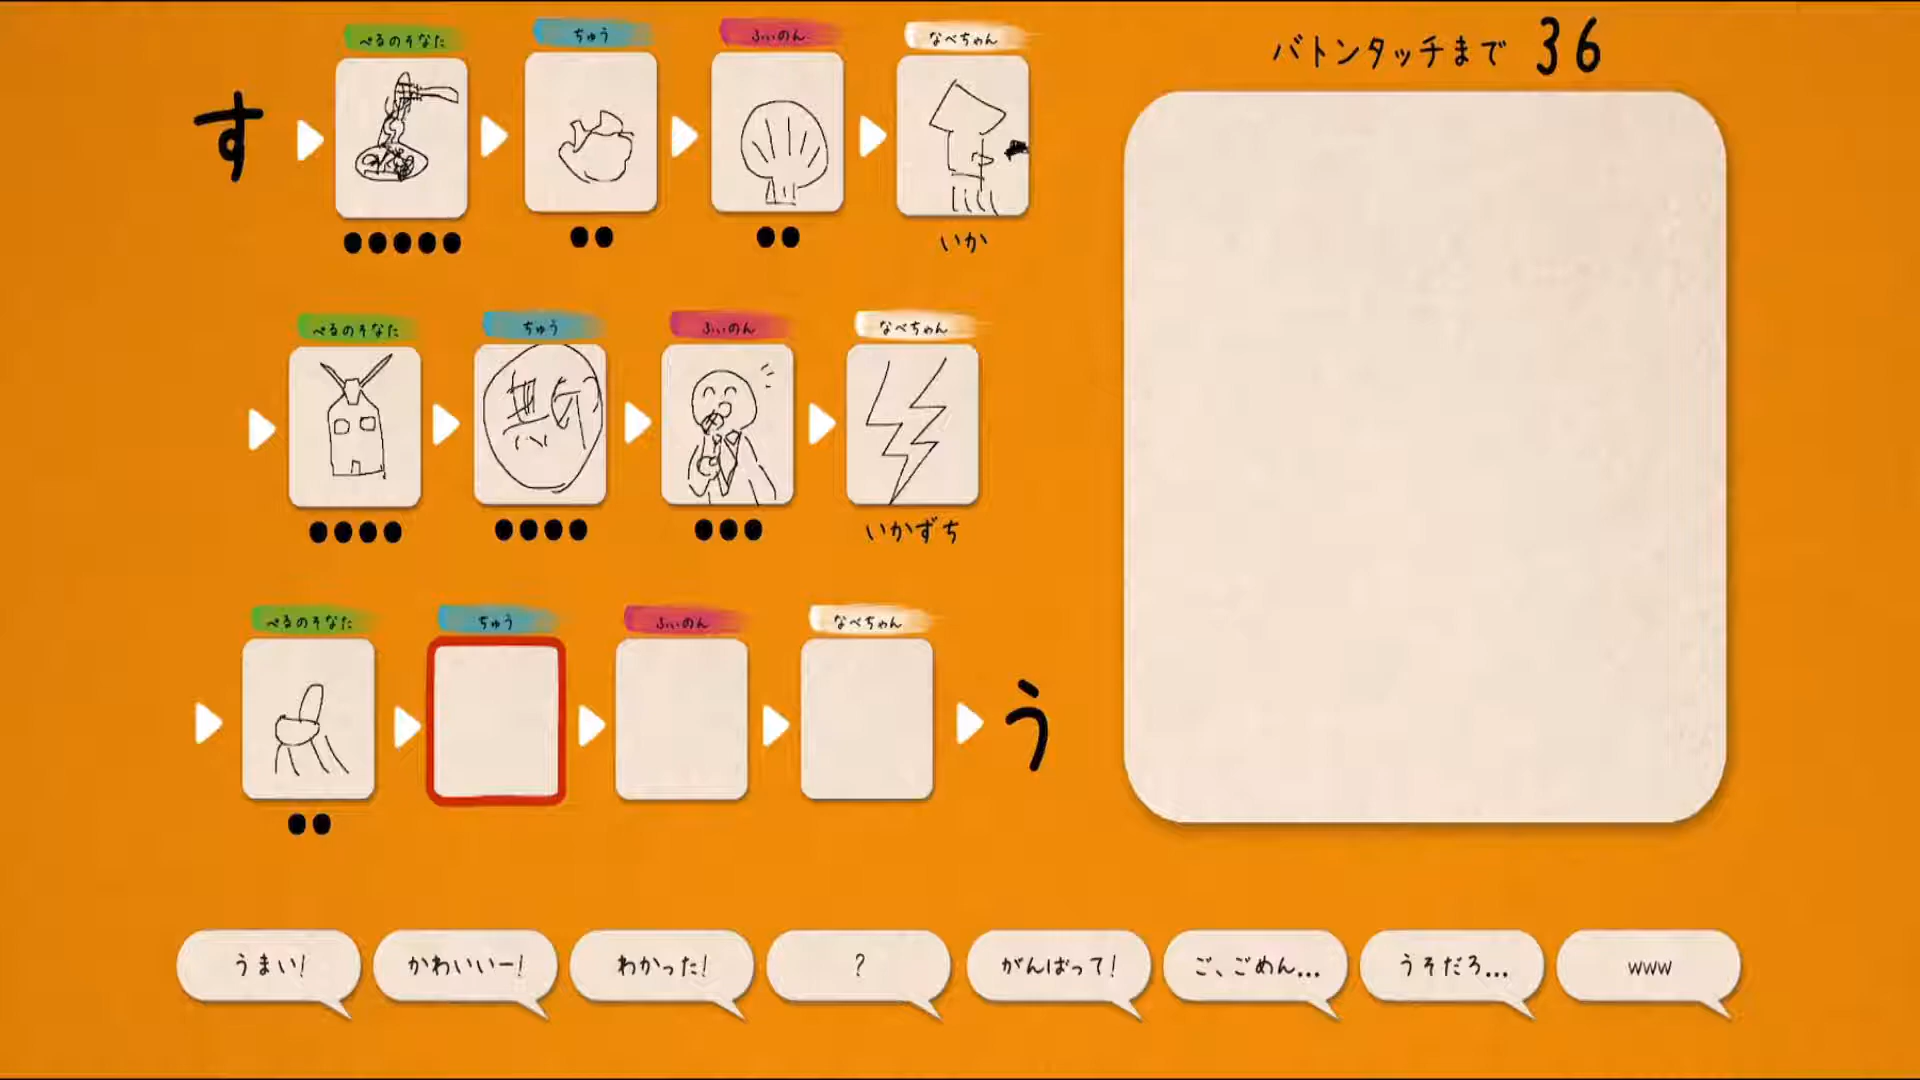 バトンタッチまで 36
す
ぺるのそなた ちゅう ふぃのん なべちゃん
いか
ぺるのそなた ちゅう ふぃのん なべちゃん
無
いかずち
ぺるのそなた ちゅう ふぃのん なべちゃん
う
うまい! かわいいー! わかった! ? がんばって! ご、ごめん... うそだろ... www